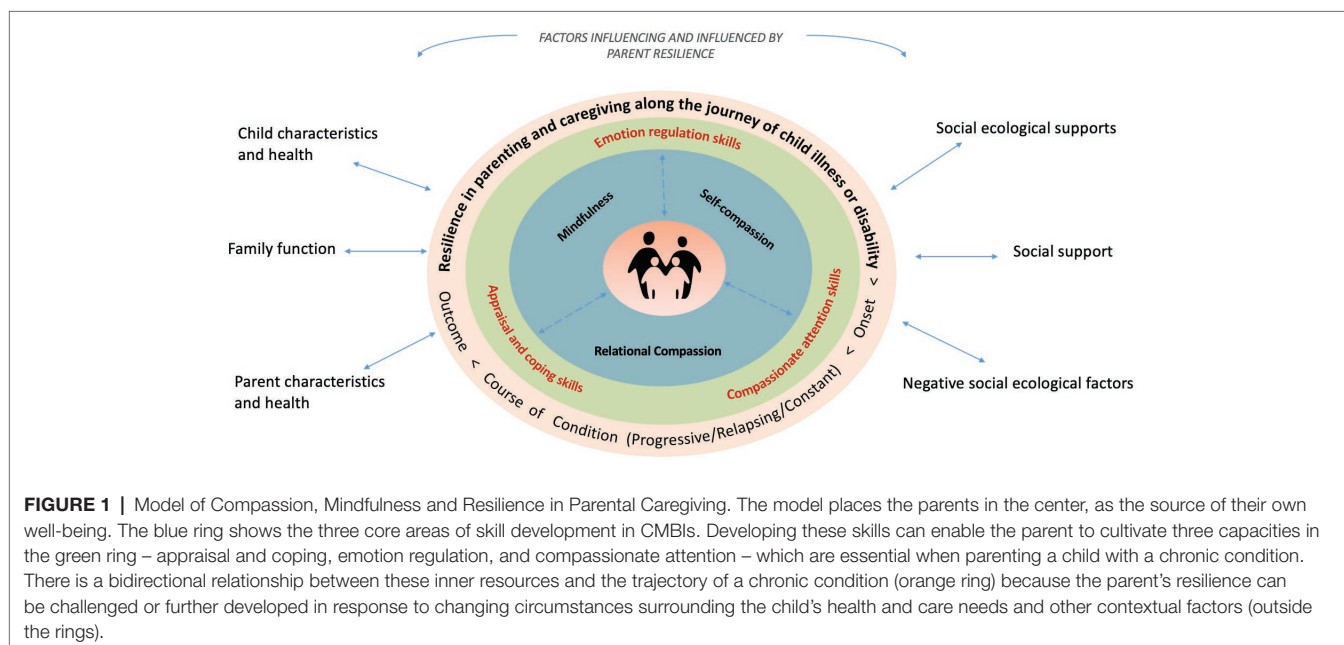 FACTORS INFLUENCING AND INFLUENCED BY
PARENT RESILIENCE
Child characteristics
and health
Family function
Parent characteristics
and health
Resilience in parenting and caregiving along the journey of child illness or disability
Emotion regulation skills
Mindfulness
Self-compassion
Relational Compassion
Appraisal and coping skills
Compassionate attention skills
Outcome < Course of Condition (Progressive/Relapsing/Constant) < Onset >
Social ecological supports
Social support
Negative social ecological factors
FIGURE 1 | Model of Compassion, Mindfulness and Resilience in Parental Caregiving. The model places the parents in the center, as the source of their own
well-being. The blue ring shows the three core areas of skill development in CMBIs. Developing these skills can enable the parent to cultivate three capacities in
the green ring – appraisal and coping, emotion regulation, and compassionate attention – which are essential when parenting a child with a chronic condition.
There is a bidirectional relationship between these inner resources and the trajectory of a chronic condition (orange ring) because the parent's resilience can
be challenged or further developed in response to changing circumstances surrounding the child's health and care needs and other contextual factors (outside
the rings).